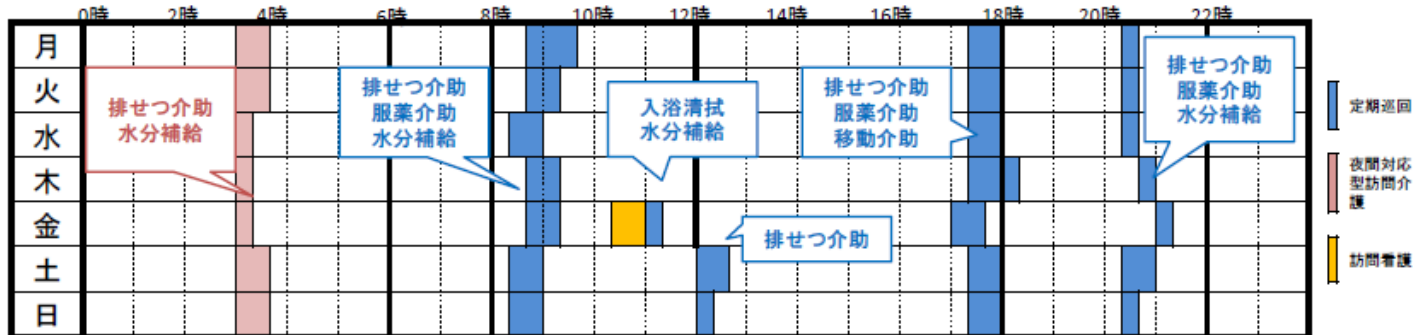 0時 2時 4時 6時 8時 10時 12時 14時 16時 18時 20時 22時
月
火
水
木
金
土
日
排せつ介助
水分補給
排せつ介助
服薬介助
水分補給
入浴清拭
水分補給
排せつ介助
排せつ介助
服薬介助
移動介助
排せつ介助
服薬介助
水分補給
定期巡回
夜間対応
型訪問介
護
訪問看護